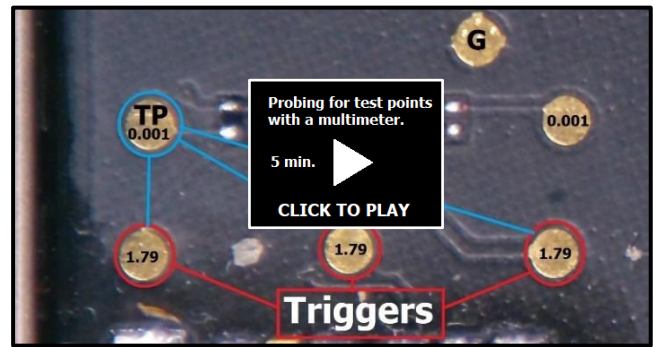 G
Probing for test points
with a multimeter.
TP
0.001
0.001
5 min.
CLICK TO PLAY
1.79
1.79
1.79
Triggers